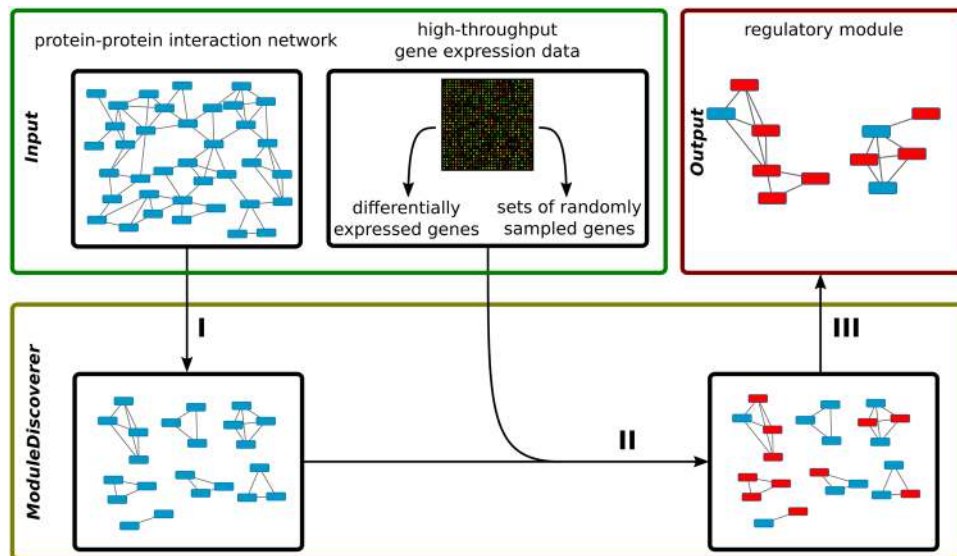 protein-protein interaction network
high-throughput
gene expression data
regulatory module
Input
Output
differentially
expressed genes
sets of randomly
sampled genes
I
III
ModuleDiscoverer
II